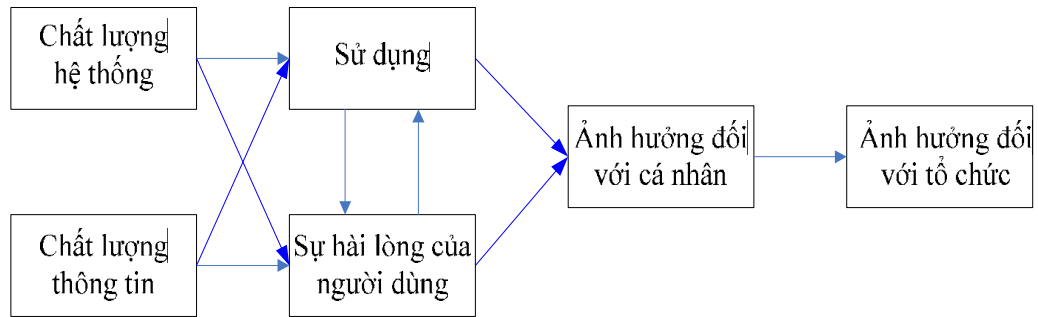 Chất lượng
hệ thống
Sử dụng
Chất lượng
thông tin
Sự hài lòng của
người dùng
Ảnh hưởng đối
với cá nhân
Ảnh hưởng đối
với tổ chức